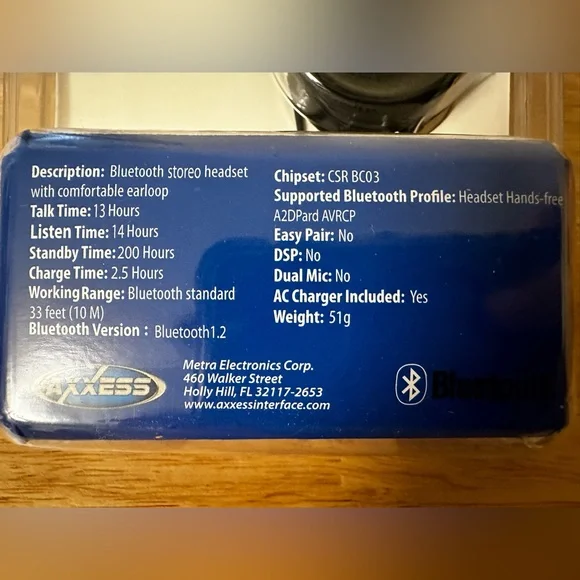 Description: Bluetooth stereo headset
with comfortable earloop
Talk Time: 13 Hours
Listen Time: 14 Hours
Standby Time: 200 Hours
Charge Time: 2.5 Hours
Working Range: Bluetooth standard
33 feet (10 M)
Bluetooth Version : Bluetooth1.2
Chipset: CSR BC03
Supported Bluetooth Profile: Headset Hands-free
A2DPard AVRCP
Easy Pair: No
DSP: No
Dual Mic: No
AC Charger Included: Yes
Weight: 51g
AXXESS
Metra Electronics Corp.
460 Walker Street
Holly Hill, FL 32117-2653
www.axxessinterface.com
Bluetooth